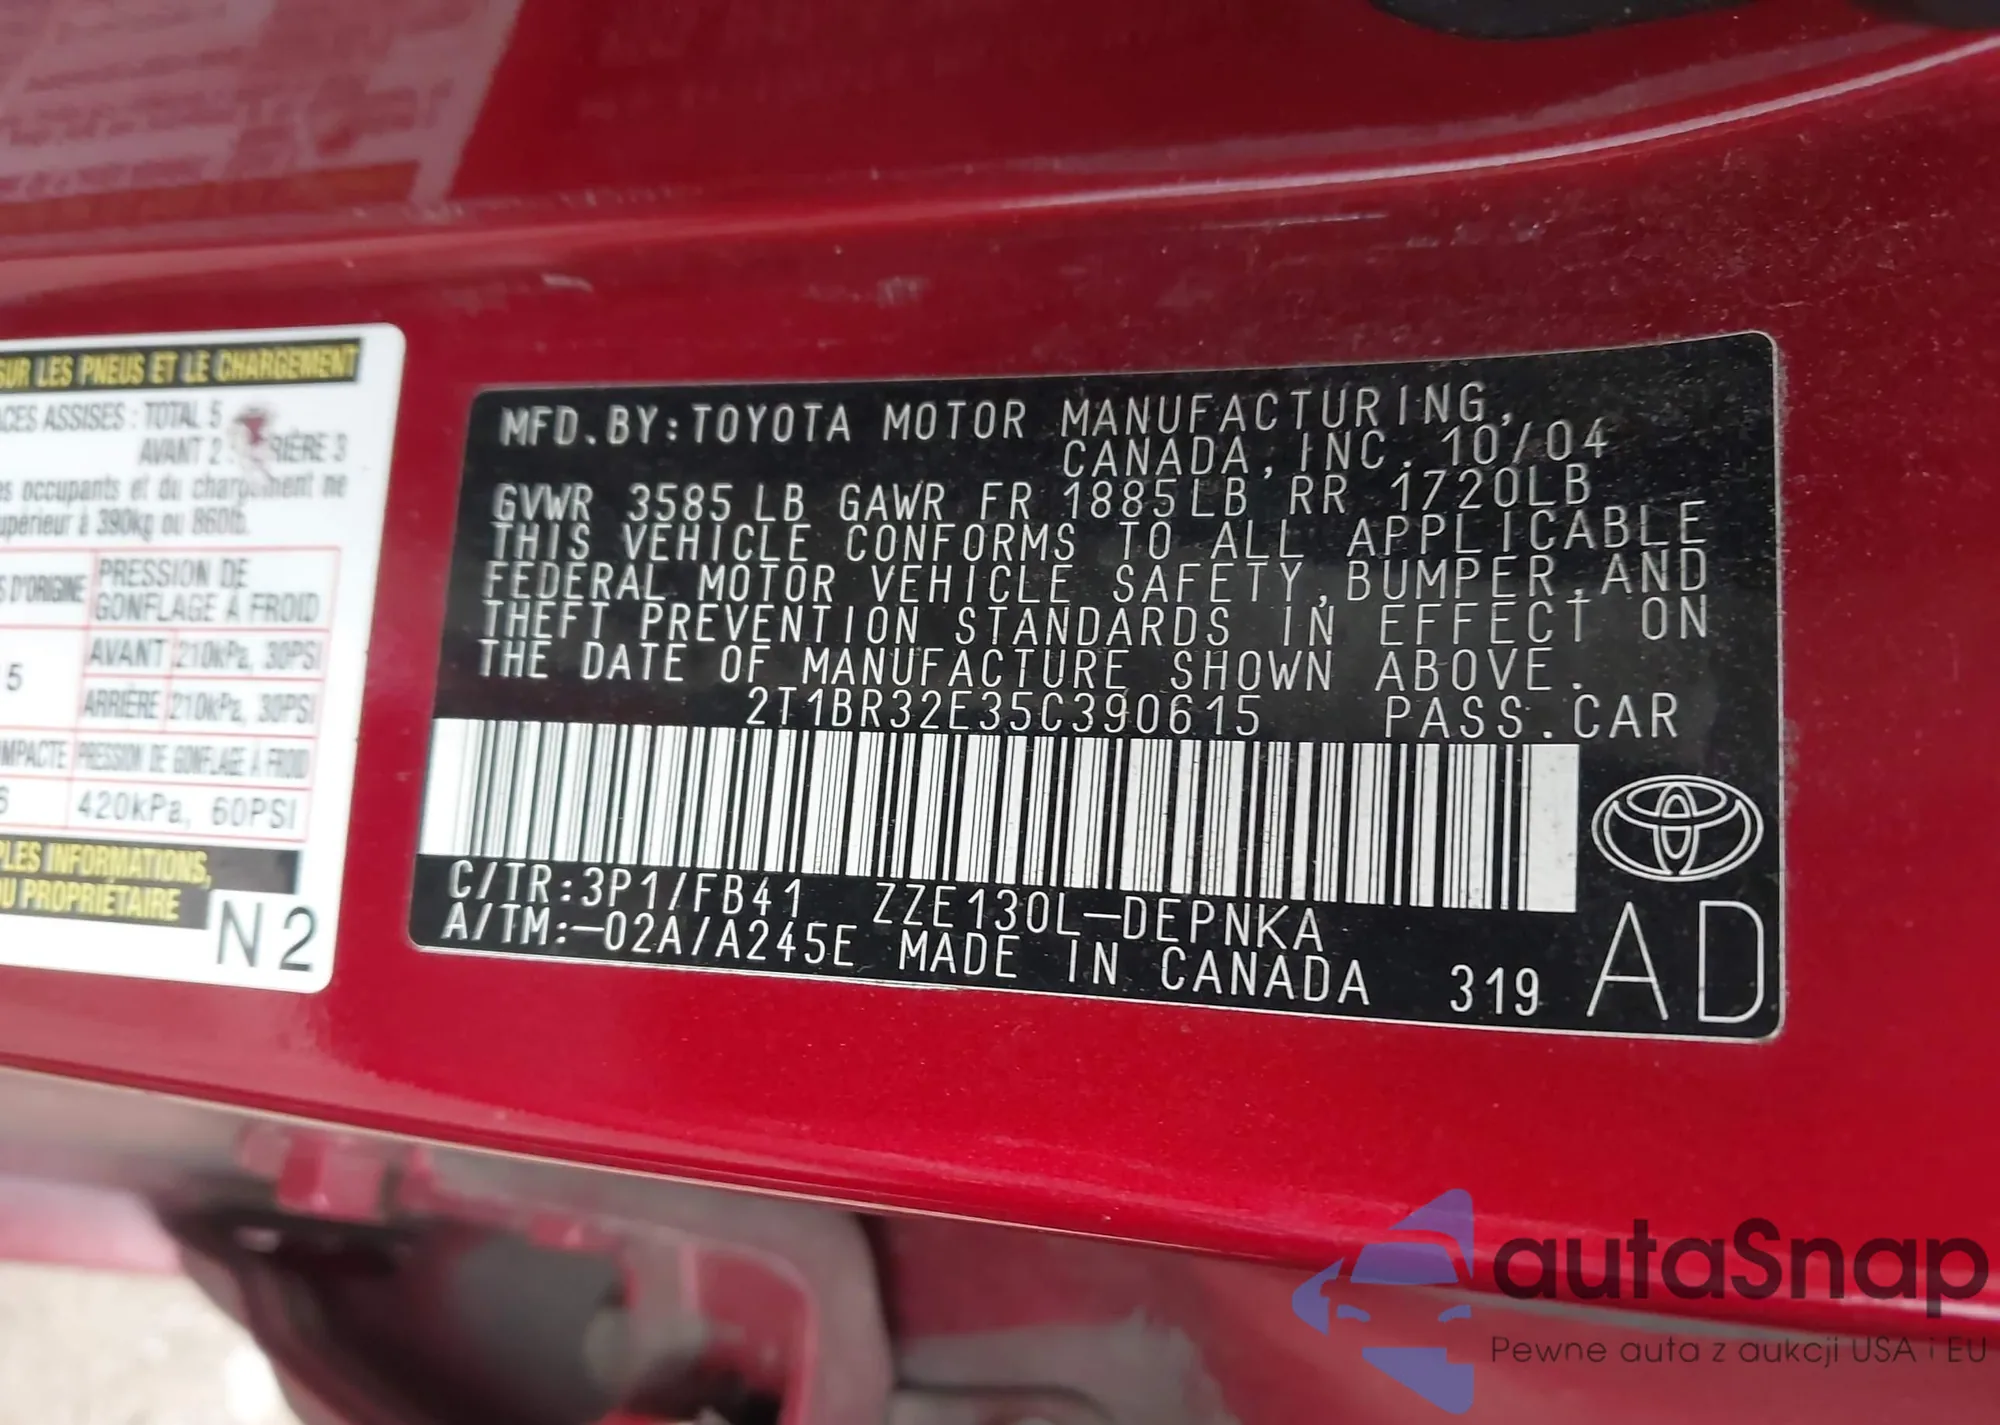 SUR LES PNEUS ET LE CHARGEMENT
ACES ASSISES : TOTAL 5
AVANT 2 RIÈRE 3
es occupants et du chargement ne
upérieur à 390kg ou 860lb.
S D'ORIGINE
PRESSION DE
GONFLAGE À FROID
AVANT 210kPa, 30PSI
5
ARRIÈRE 210kPa, 30PSI
OMPACTE PRESSION DE GONFLAGE À FROID
6 420kPa, 60PSI
PLES INFORMATIONS,
DU PROPRIÉTAIRE
N2
MFD.BY:TOYOTA MOTOR MANUFACTURING,
CANADA,INC. 10/04
GVWR 3585LB GAWR FR 1885LB RR 1720LB
THIS VEHICLE CONFORMS TO ALL APPLICABLE
FEDERAL MOTOR VEHICLE SAFETY,BUMPER,AND
THEFT PREVENTION STANDARDS IN EFFECT ON
THE DATE OF MANUFACTURE SHOWN ABOVE.
2T1BR32E35C390615 PASS.CAR
C/TR:3P1/FB41 ZZE130L-DEPNKA
A/TM:-02A/A245E MADE IN CANADA 319
AD
autaSnap
Pewne auta z aukcji USA i EU